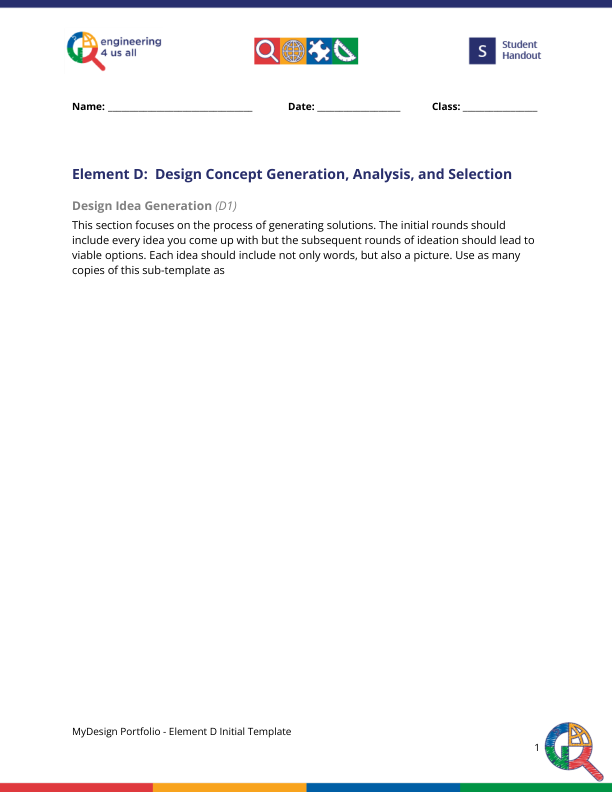 engineering
4 us all
S
Student
Handout
Name: ______________________________ Date: _________________ Class: _______________
Element D:  Design Concept Generation, Analysis, and Selection
Design Idea Generation (D1)
This section focuses on the process of generating solutions. The initial rounds should
include every idea you come up with but the subsequent rounds of ideation should lead to
viable options. Each idea should include not only words, but also a picture. Use as many
copies of this sub-template as
MyDesign Portfolio - Element D Initial Template
1